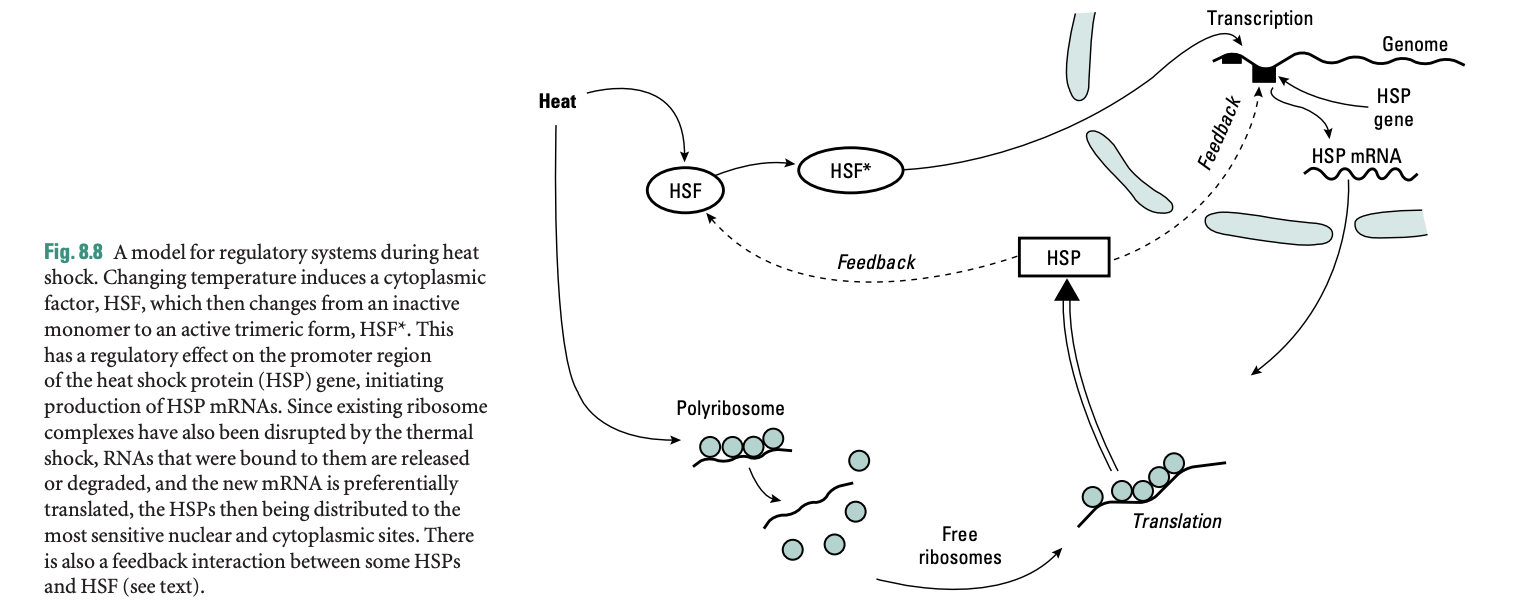 Fig. 8.8 A model for regulatory systems during heat
shock. Changing temperature induces a cytoplasmic
factor, HSF, which then changes from an inactive
monomer to an active trimeric form, HSF*. This
has a regulatory effect on the promoter region
of the heat shock protein (HSP) gene, initiating
production of HSP mRNAs. Since existing ribosome
complexes have also been disrupted by the thermal
shock, RNAs that were bound to them are released
or degraded, and the new mRNA is preferentially
translated, the HSPs then being distributed to the
most sensitive nuclear and cytoplasmic sites. There
is also a feedback interaction between some HSPs
and HSF (see text).
Transcription
Genome
Heat
HSP
gene
Feedback
HSP mRNA
HSF*
HSF
HSP
Feedback
Polyribosome
Translation
Free
ribosomes